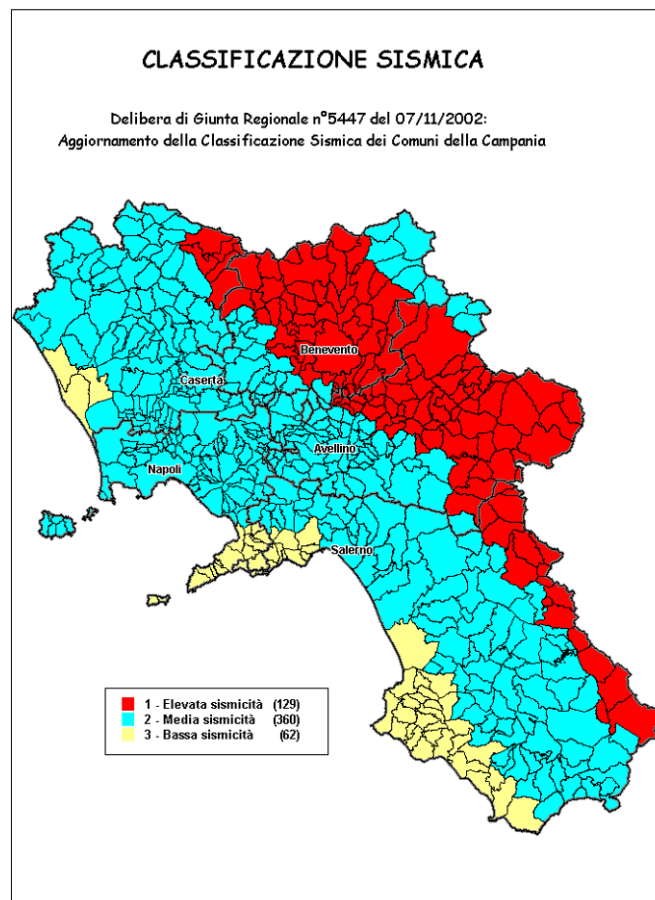 CLASSIFICAZIONE SISMICA
Delibera di Giunta Regionale n°5447 del 07/11/2002:
Aggiornamento della Classificazione Sismica dei Comuni della Campania
Benevento
Caserta
Avellino
Napoli
Salerno
1 - Elevata sismicità (129)
2 - Media sismicità (360)
3 - Bassa sismicità (62)